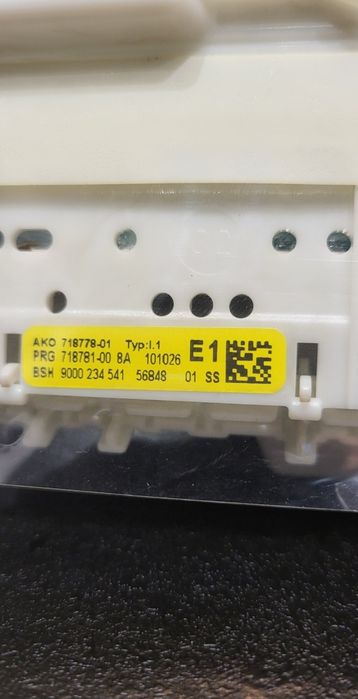 AKO 718778-01 Typ:I.1
PRG 718781-00 8A 101026 E1
BSH 9000 234 541 56848 01 SS